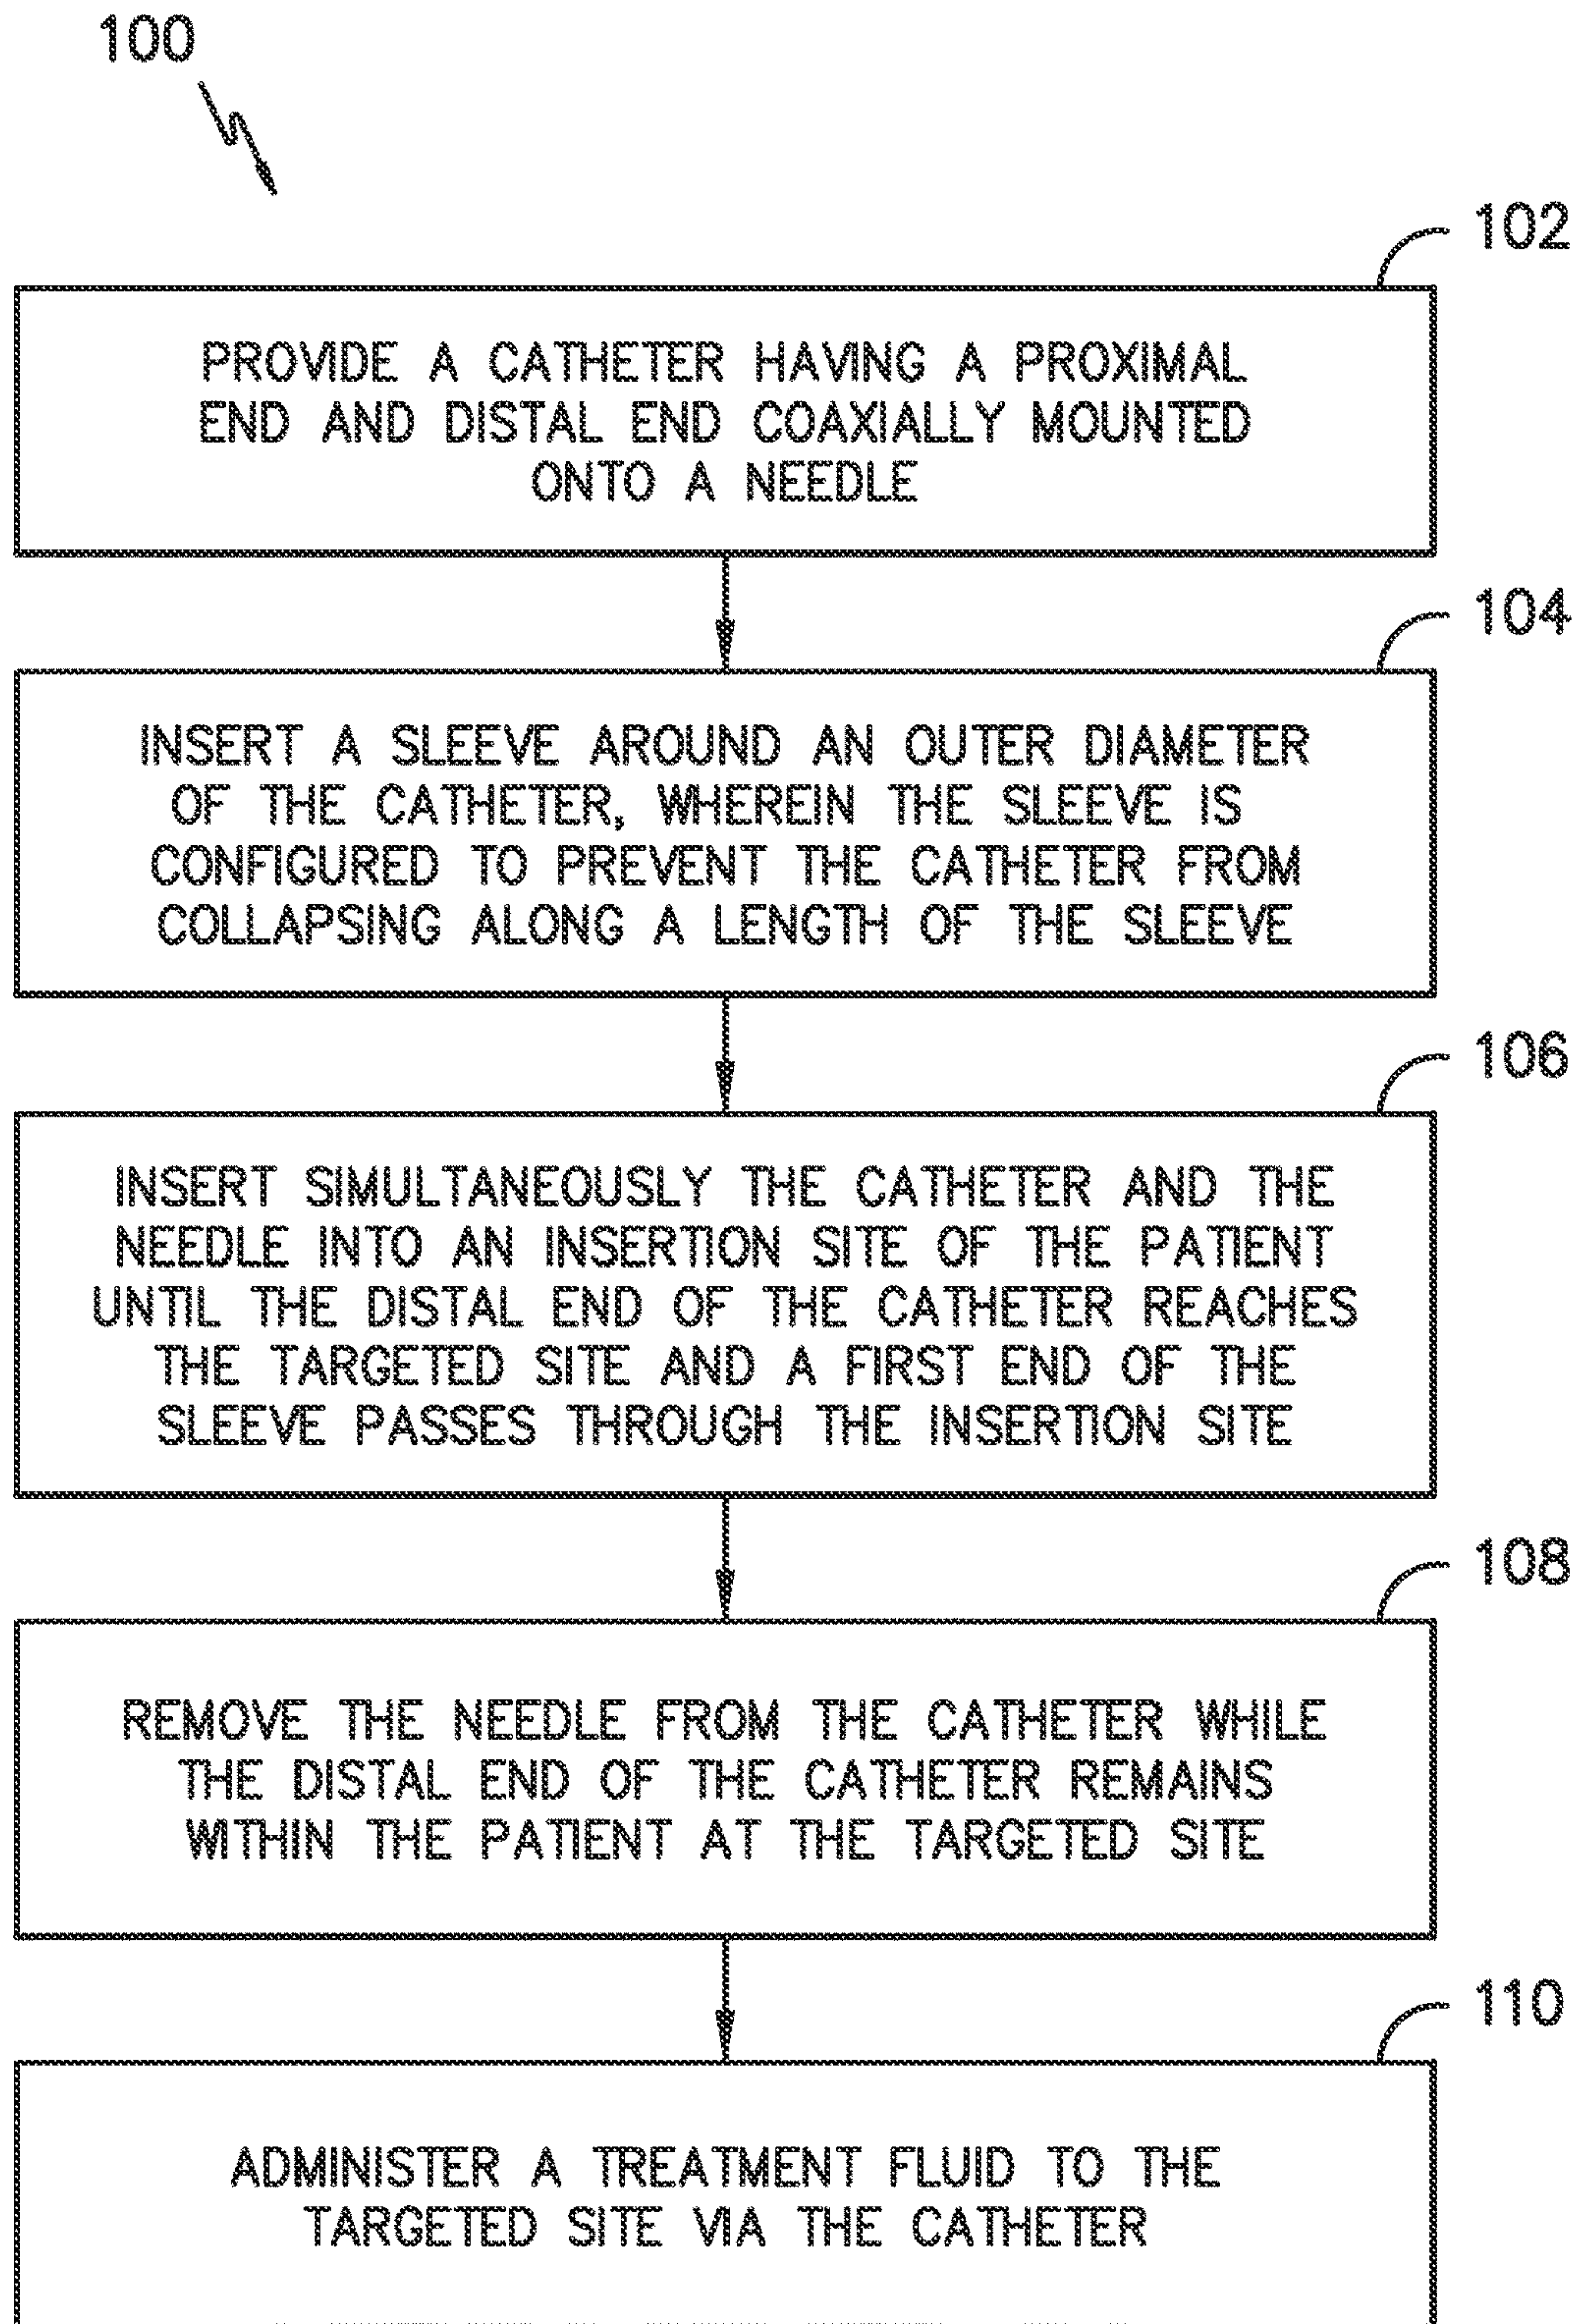 100
102
PROVIDE A CATHETER HAVING A PROXIMAL
END AND DISTAL END COAXIALLY MOUNTED
ONTO A NEEDLE
104
INSERT A SLEEVE AROUND AN OUTER DIAMETER
OF THE CATHETER, WHEREIN THE SLEEVE IS
CONFIGURED TO PREVENT THE CATHETER FROM
COLLAPSING ALONG A LENGTH OF THE SLEEVE
106
INSERT SIMULTANEOUSLY THE CATHETER AND THE
NEEDLE INTO AN INSERTION SITE OF THE PATIENT
UNTIL THE DISTAL END OF THE CATHETER REACHES
THE TARGETED SITE AND A FIRST END OF THE
SLEEVE PASSES THROUGH THE INSERTION SITE
108
REMOVE THE NEEDLE FROM THE CATHETER WHILE
THE DISTAL END OF THE CATHETER REMAINS
WITHIN THE PATIENT AT THE TARGETED SITE
110
ADMINISTER A TREATMENT FLUID TO THE
TARGETED SITE VIA THE CATHETER